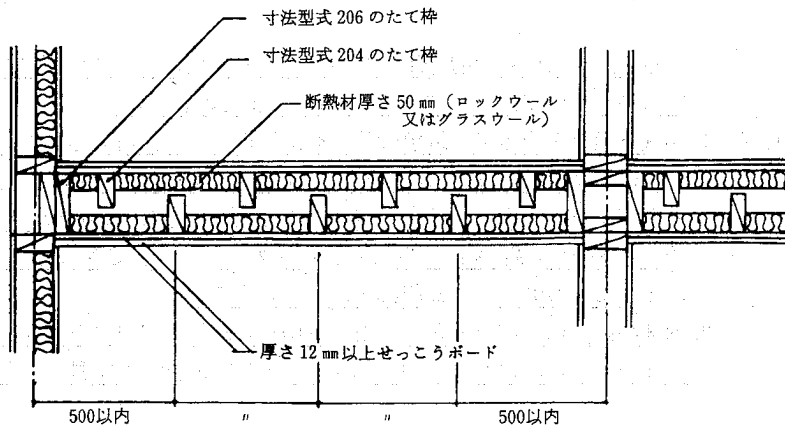 寸法型式 206 のたて枠
寸法型式 204 のたて枠
断熱材厚さ 50 mm (ロックウール
又はグラスウール)
厚さ 12 mm以上せっこうボード
500以内 〃 〃 500以内